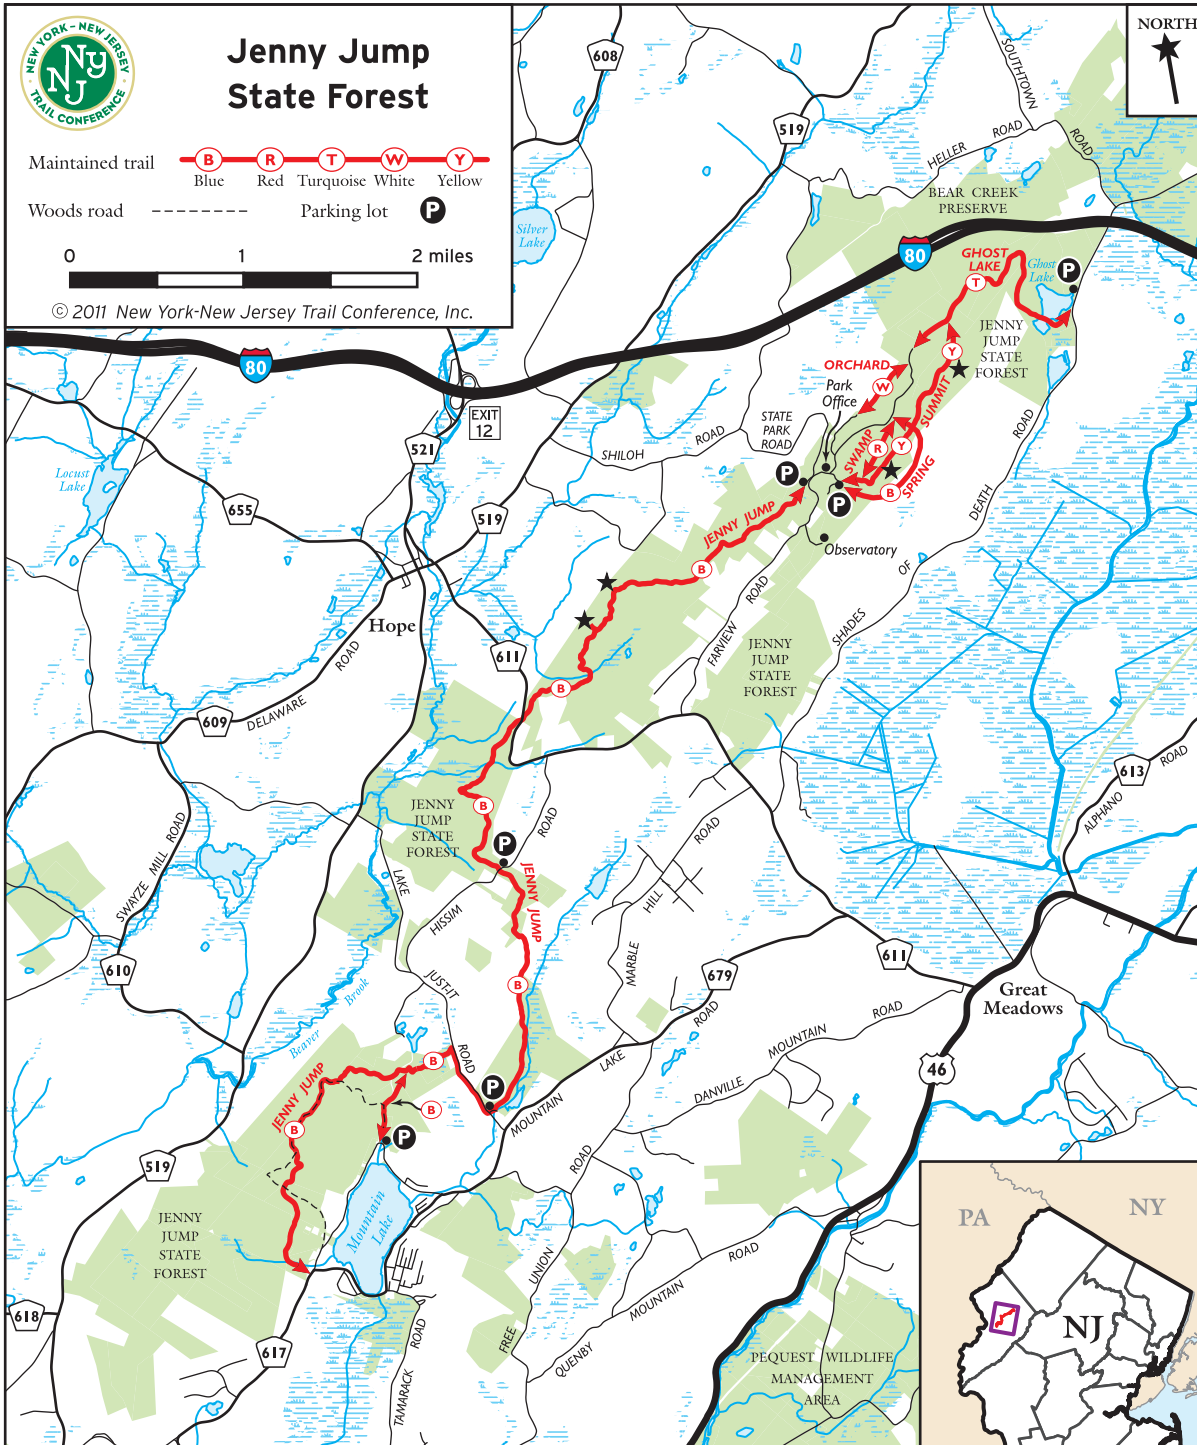 NEW YORK - NEW JERSEY
NY
NJ
TRAIL CONFERENCE
Jenny Jump
State Forest
Maintained trail
B R T W Y
Blue Red Turquoise White Yellow
Woods road
Parking lot P
0 1 2 miles
© 2011 New York-New Jersey Trail Conference, Inc.
NORTH
608
519
SOUTHTOWN
ROAD
HELLER ROAD
BEAR CREEK
PRESERVE
Silver
Lake
80
GHOST
LAKE
T
Ghost
Lake
P
JENNY
JUMP
STATE
FOREST
80
EXIT
12
ORCHARD
W
Park
Office
Y
SUMMIT
STATE
PARK
ROAD
SHILOH ROAD
SWAMP
R
Y
SPRING
B
P
P
521
Locust
Lake
655
519
JENNY JUMP
B
Observatory
SHADES OF DEATH ROAD
Hope
611
FARVIEW ROAD
JENNY
JUMP
STATE
FOREST
B
609
DELAWARE ROAD
613
ALPHANO ROAD
JENNY
JUMP
STATE
FOREST
B
P
ROAD
HISSIM
JENNY JUMP
SWAYZE MILL ROAD
LAKE
JUST-IT
ROAD
HILL ROAD
MARBLE
610
679
611
B
Great
Meadows
Beaver Brook
MOUNTAIN LAKE ROAD
DANVILLE MOUNTAIN ROAD
46
JENNY JUMP
B
B
B
P
P
519
Mountain
Lake
JENNY
JUMP
STATE
FOREST
FREE UNION ROAD
QUENBY MOUNTAIN ROAD
618
617
TAMARACK ROAD
PEQUEST WILDLIFE
MANAGEMENT
AREA
PA
NY
NJ